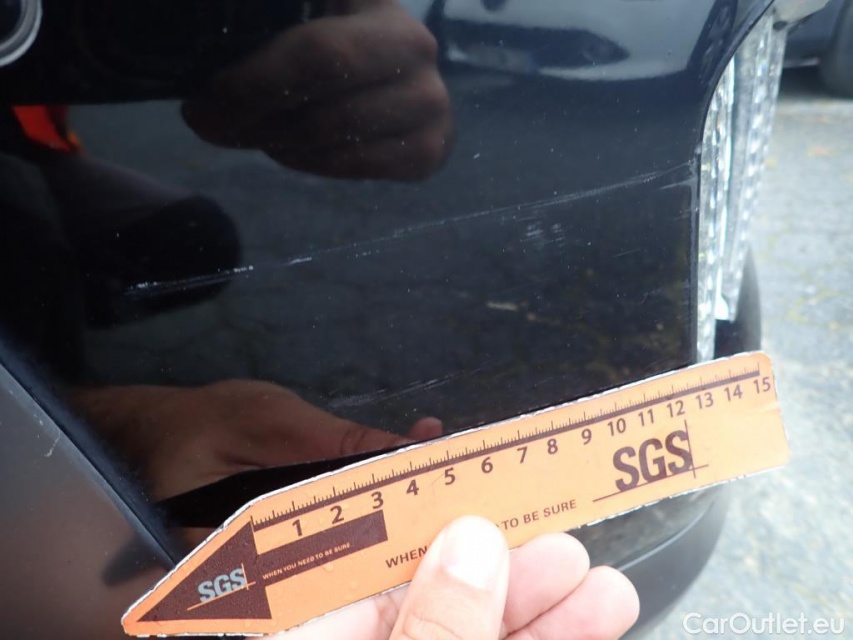 1 2 3 4 5 6 7 8 9 10 11 12 13 14 15
SGS
WHEN TO BE SURE
SGS
WHEN YOU NEED TO BE SURE
CarOutlet.eu